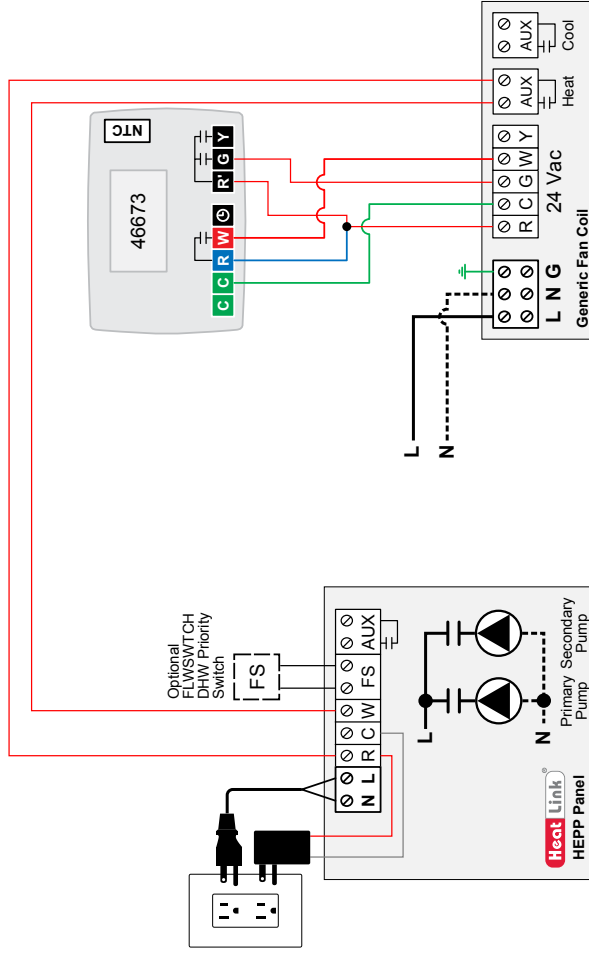 NTC
46673
C C R W R' G Y
AUX
Cool
AUX
Heat
R C G W Y
24 Vac
L N G
Generic Fan Coil
L
N
Optional
FLWSWTCH
DHW Priority
Switch
FS
N L R C W FS AUX
L
N
Primary
Pump
Secondary
Pump
Heat Link®
HEPP Panel